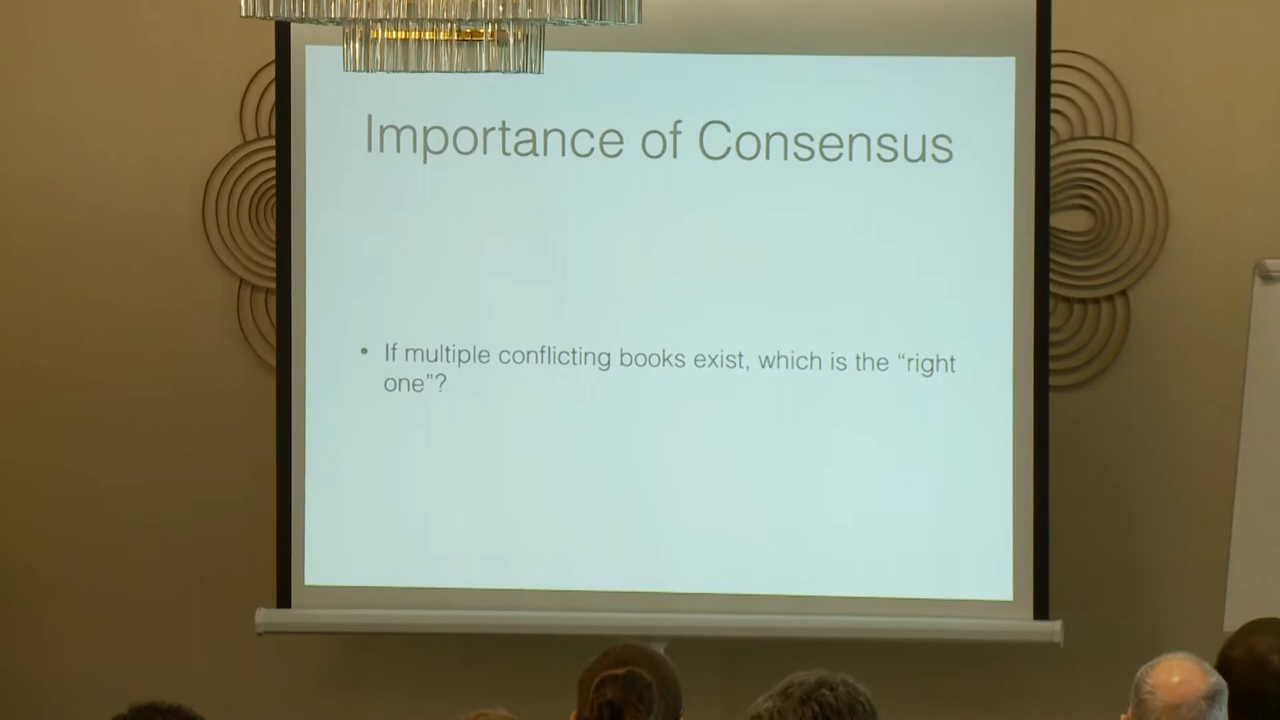 Importance of Consensus
• If multiple conflicting books exist, which is the “right
one”?